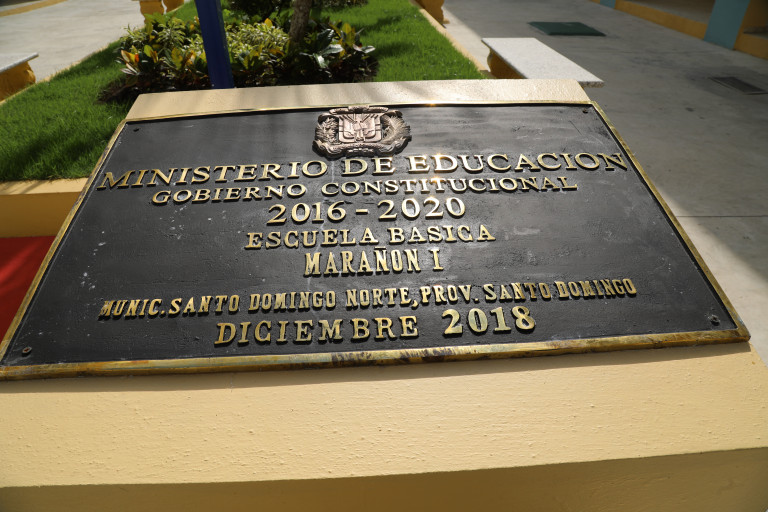 MINISTERIO DE EDUCACION
GOBIERNO CONSTITUCIONAL
2016 - 2020
ESCUELA BASICA
MARAÑON I
MUNIC. SANTO DOMINGO NORTE, PROV. SANTO DOMINGO
DICIEMBRE 2018